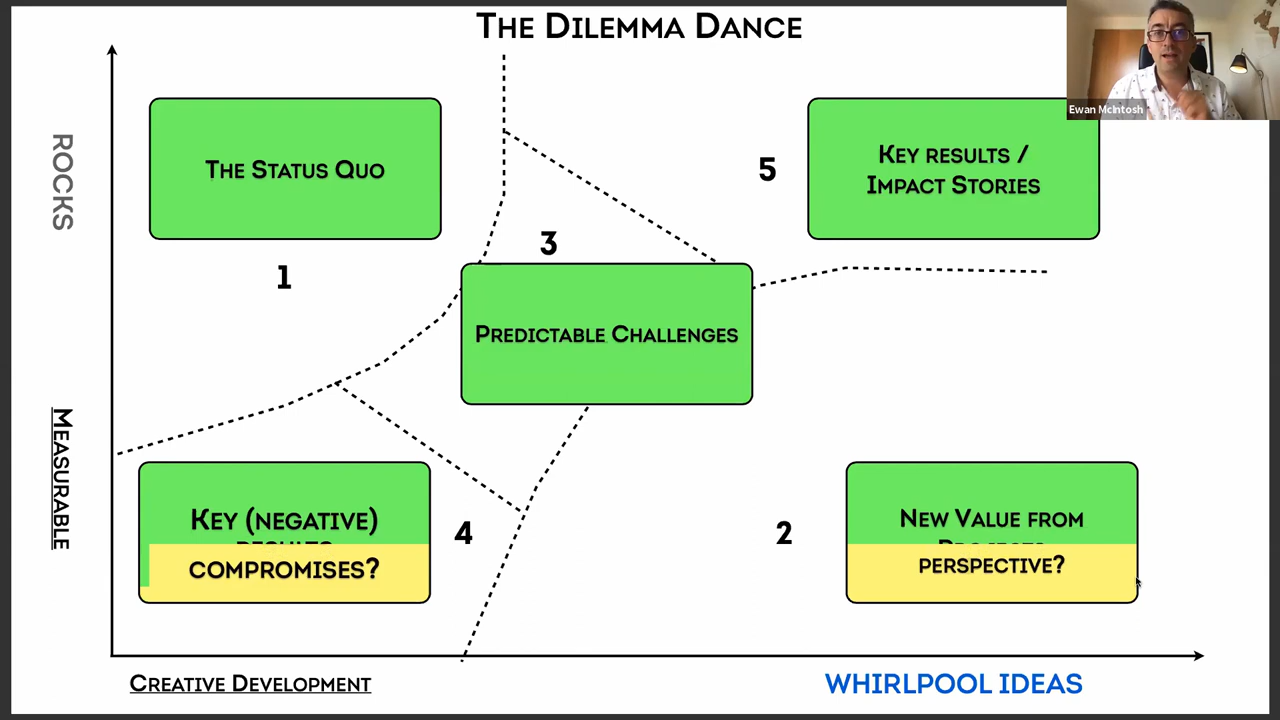 THE DILEMMA DANCE
Ewan McIntosh
ROCKS
MEASURABLE
THE STATUS QUO
1
3
5
KEY RESULTS /
IMPACT STORIES
PREDICTABLE CHALLENGES
KEY (NEGATIVE)
COMPROMISES?
4
2
NEW VALUE FROM
PERSPECTIVE?
CREATIVE DEVELOPMENT
WHIRLPOOL IDEAS